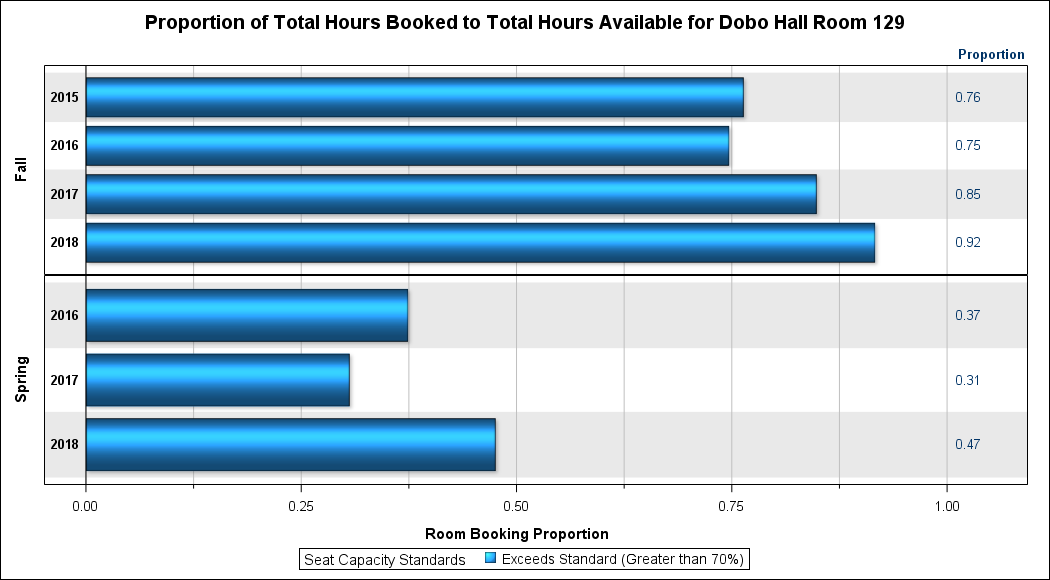 Proportion of Total Hours Booked to Total Hours Available for Dobo Hall Room 129
Proportion
Fall
2015 0.76
2016 0.75
2017 0.85
2018 0.92
Spring
2016 0.37
2017 0.31
2018 0.47
0.00 0.25 0.50 0.75 1.00
Room Booking Proportion
Seat Capacity Standards Exceeds Standard (Greater than 70%)